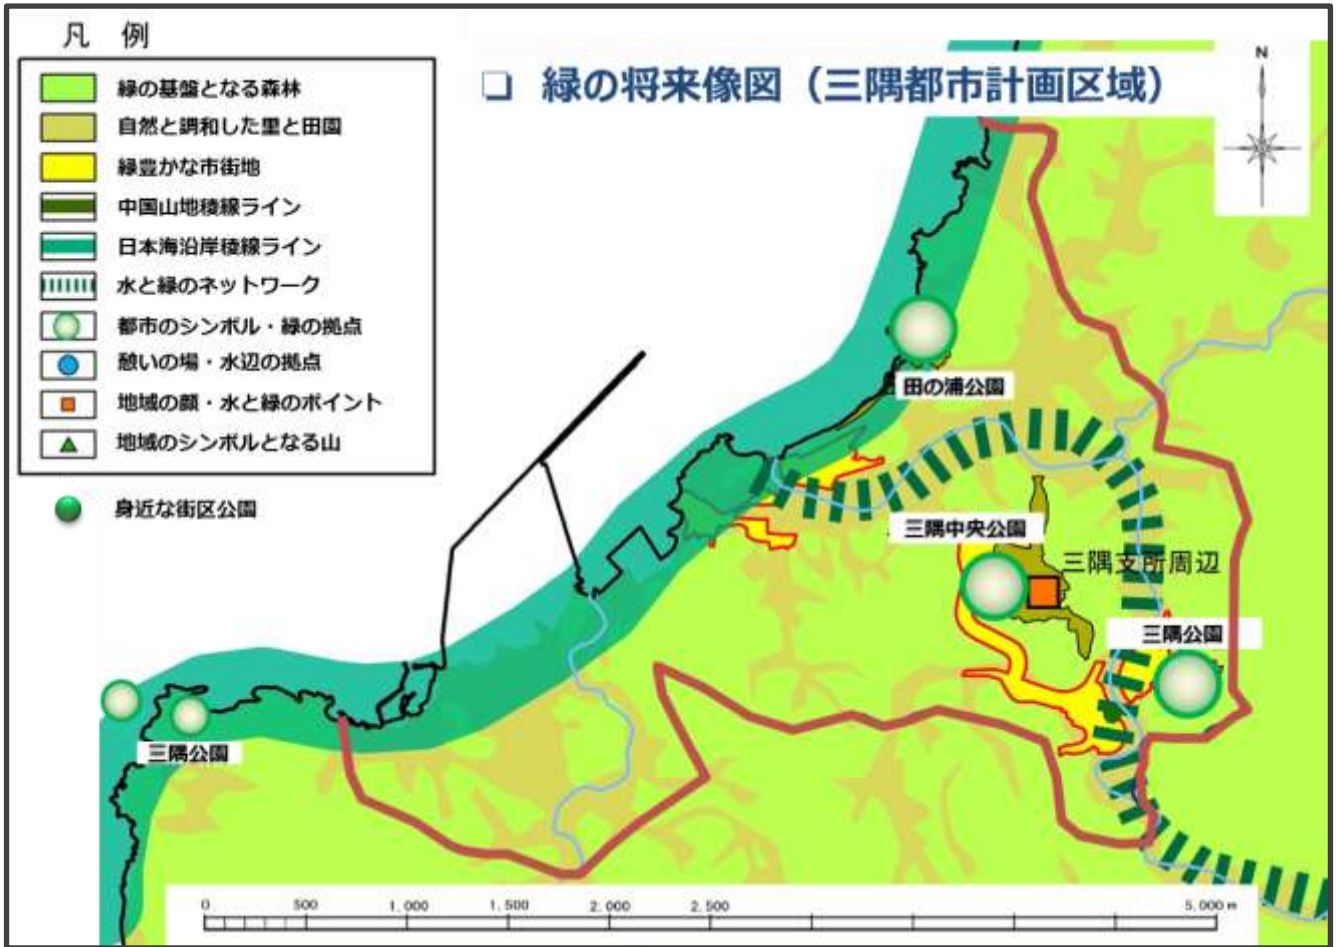 凡 例
緑の基盤となる森林
自然と調和した里と田園
緑豊かな市街地
中国山地稜線ライン
日本海沿岸稜線ライン
水と緑のネットワーク
都市のシンボル・緑の拠点
憩いの場・水辺の拠点
地域の顔・水と緑のポイント
地域のシンボルとなる山
身近な街区公園
❏ 緑の将来像図（三隅都市計画区域）
N
田の浦公園
三隅中央公園
三隅支所周辺
三隅公園
三隅公園
0 500 1,000 1,500 2,000 2,500 5,000 m